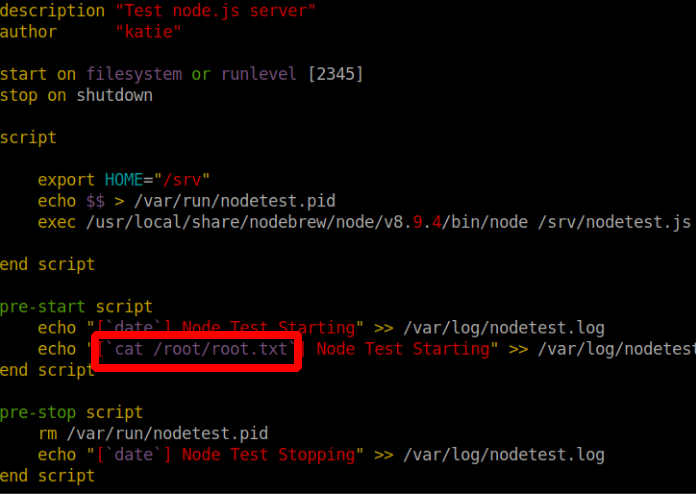 description "Test node.js server"
author      "katie"
start on filesystem or runlevel [2345]
stop on shutdown
script
    export HOME="/srv"
    echo $$ > /var/run/nodetest.pid
    exec /usr/local/share/nodebrew/node/v8.9.4/bin/node /srv/nodetest.js
end script
pre-start script
    echo "[`date`] Node Test Starting" >> /var/log/nodetest.log
    echo "[`cat /root/root.txt`] Node Test Starting" >> /var/log/nodetest
end script
pre-stop script
    rm /var/run/nodetest.pid
    echo "[`date`] Node Test Stopping" >> /var/log/nodetest.log
end script